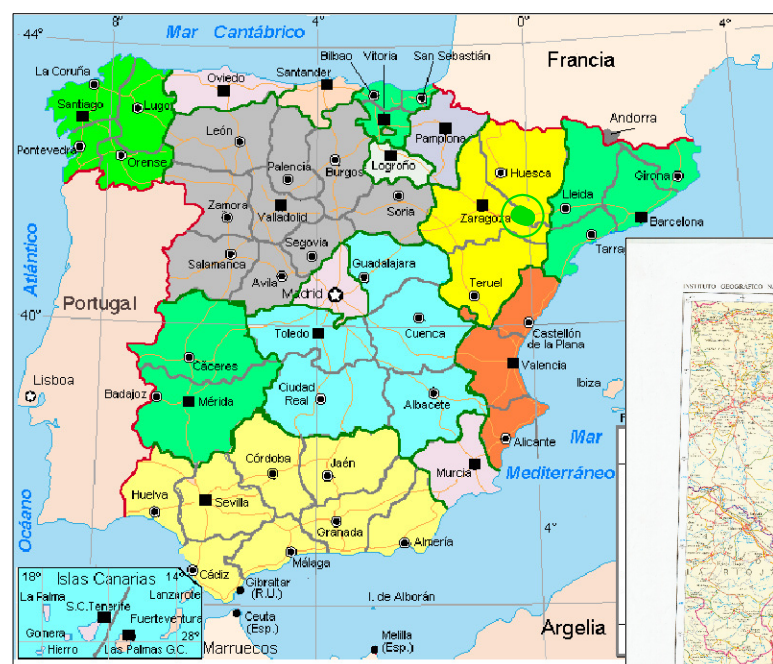 44°
8°
Mar Cantábrico
4°
0°
4°
Bilbao
Vitoria
San Sebastián
Francia
La Coruña
Oviedo
Santander
Santiago
Lugo
Andorra
León
Pamplona
Pontevedra
Orense
Palencia
Burgos
Logroño
Huesca
Girona
Lleida
Zamora
Valladolid
Soria
Zaragoza
Barcelona
Segovia
Salamanca
Guadalajara
Tarra
Avila
Madrid
Teruel
Atlántico
Portugal
INSTITUTO GEOGRAFICO NA
40°
Toledo
Cuenca
Castellón
de la Plana
Cáceres
Valencia
Lisboa
Badajoz
Mérida
Ciudad
Real
Albacete
Ibiza
Alicante
Mar
Mediterráneo
Córdoba
Jaén
Murcia
Huelva
Sevilla
Granada
Almería
4°
Océano
Málaga
Cádiz
Gibraltar
(R.U.)
I. de Alborán
18°
Islas Canarias
14°
La Palma
S.C.Tenerife
Lanzarote
Fuerteventura
Gomera
28°
Hierro
Las Palmas G.C.
Ceuta
(Esp.)
Marruecos
Melilla
(Esp.)
Argelia